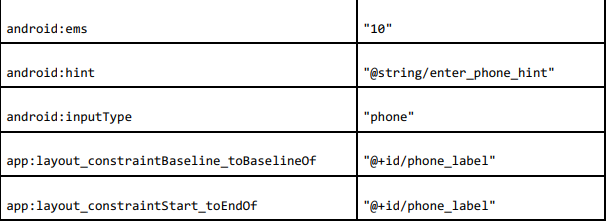 android:ems "10"
android:hint "@string/enter_phone_hint"
android:inputType "phone"
app:layout_constraintBaseline_toBaselineOf "@+id/phone_label"
app:layout_constraintStart_toEndOf "@+id/phone_label"